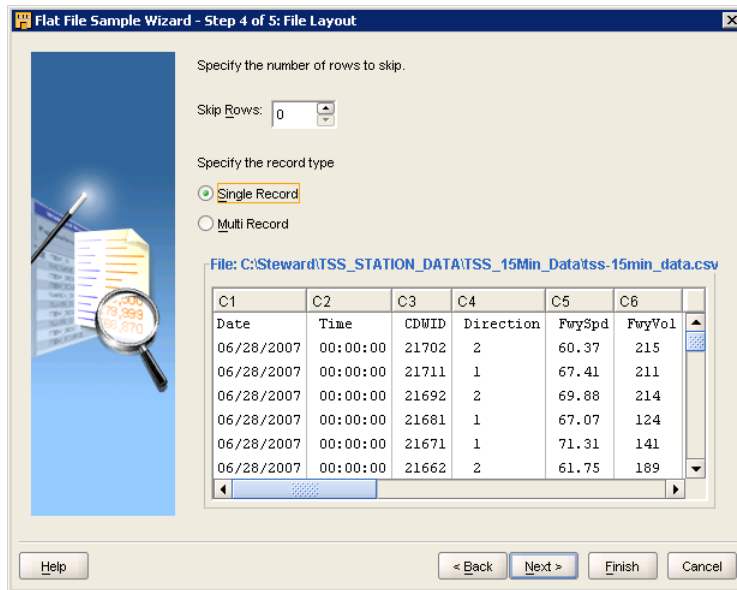 Flat File Sample Wizard - Step 4 of 5: File Layout
Specify the number of rows to skip.
Skip Rows: 0
Specify the record type
Single Record
Multi Record
File: C:\Steward\TSS_STATION_DATA\TSS_15Min_Data\tss-15min_data.csv
C1 C2 C3 C4 C5 C6
Date Time CDWID Direction FwySpd FwyVol
06/28/2007 00:00:00 21702 2 60.37 215
06/28/2007 00:00:00 21711 1 67.41 211
06/28/2007 00:00:00 21692 2 69.88 214
06/28/2007 00:00:00 21681 1 67.07 124
06/28/2007 00:00:00 21671 1 71.31 141
06/28/2007 00:00:00 21662 2 61.75 189
Help < Back Next > Finish Cancel